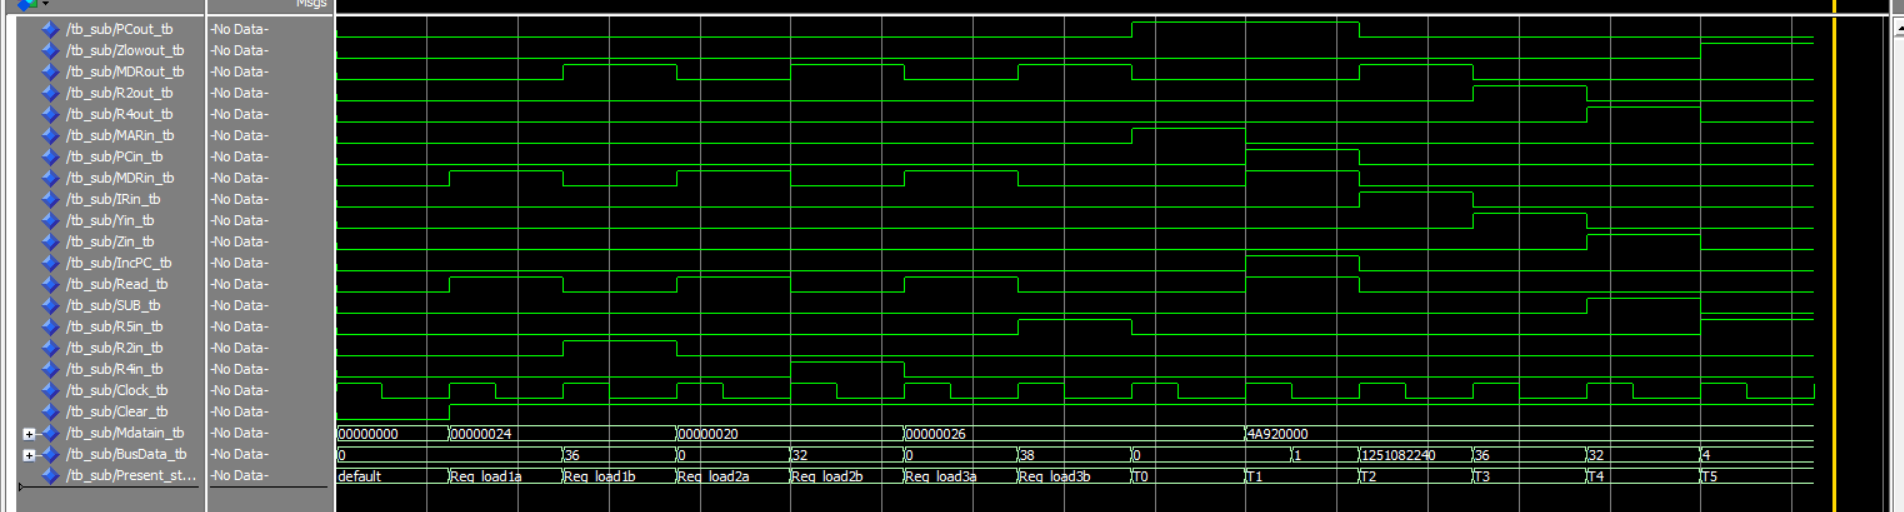 Msgs
/tb_sub/PCout_tb -No Data-
/tb_sub/Zlowout_tb -No Data-
/tb_sub/MDRout_tb -No Data-
/tb_sub/R2out_tb -No Data-
/tb_sub/R4out_tb -No Data-
/tb_sub/MARin_tb -No Data-
/tb_sub/PCin_tb -No Data-
/tb_sub/MDRin_tb -No Data-
/tb_sub/IRin_tb -No Data-
/tb_sub/Yin_tb -No Data-
/tb_sub/Zin_tb -No Data-
/tb_sub/IncPC_tb -No Data-
/tb_sub/Read_tb -No Data-
/tb_sub/SUB_tb -No Data-
/tb_sub/R5in_tb -No Data-
/tb_sub/R2in_tb -No Data-
/tb_sub/R4in_tb -No Data-
/tb_sub/Clock_tb -No Data-
/tb_sub/Clear_tb -No Data-
/tb_sub/Mdatain_tb -No Data- 00000000 00000024 00000020 00000026 4A920000
/tb_sub/BusData_tb -No Data- 0 36 0 32 0 38 0 1 1251082240 36 32 4
/tb_sub/Present_st... -No Data- default Reg_load1a Reg_load1b Reg_load2a Reg_load2b Reg_load3a Reg_load3b T0 T1 T2 T3 T4 T5